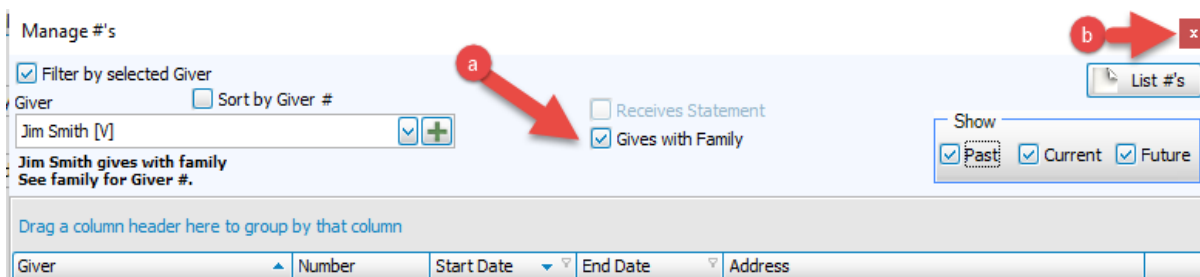 Manage #'s
b
x
a
Filter by selected Giver
List #'s
Giver
Sort by Giver #
Receives Statement
Show
Jim Smith [V]
Gives with Family
Past
Current
Future
Jim Smith gives with family
See family for Giver #.
Drag a column header here to group by that column
Giver Number Start Date End Date Address